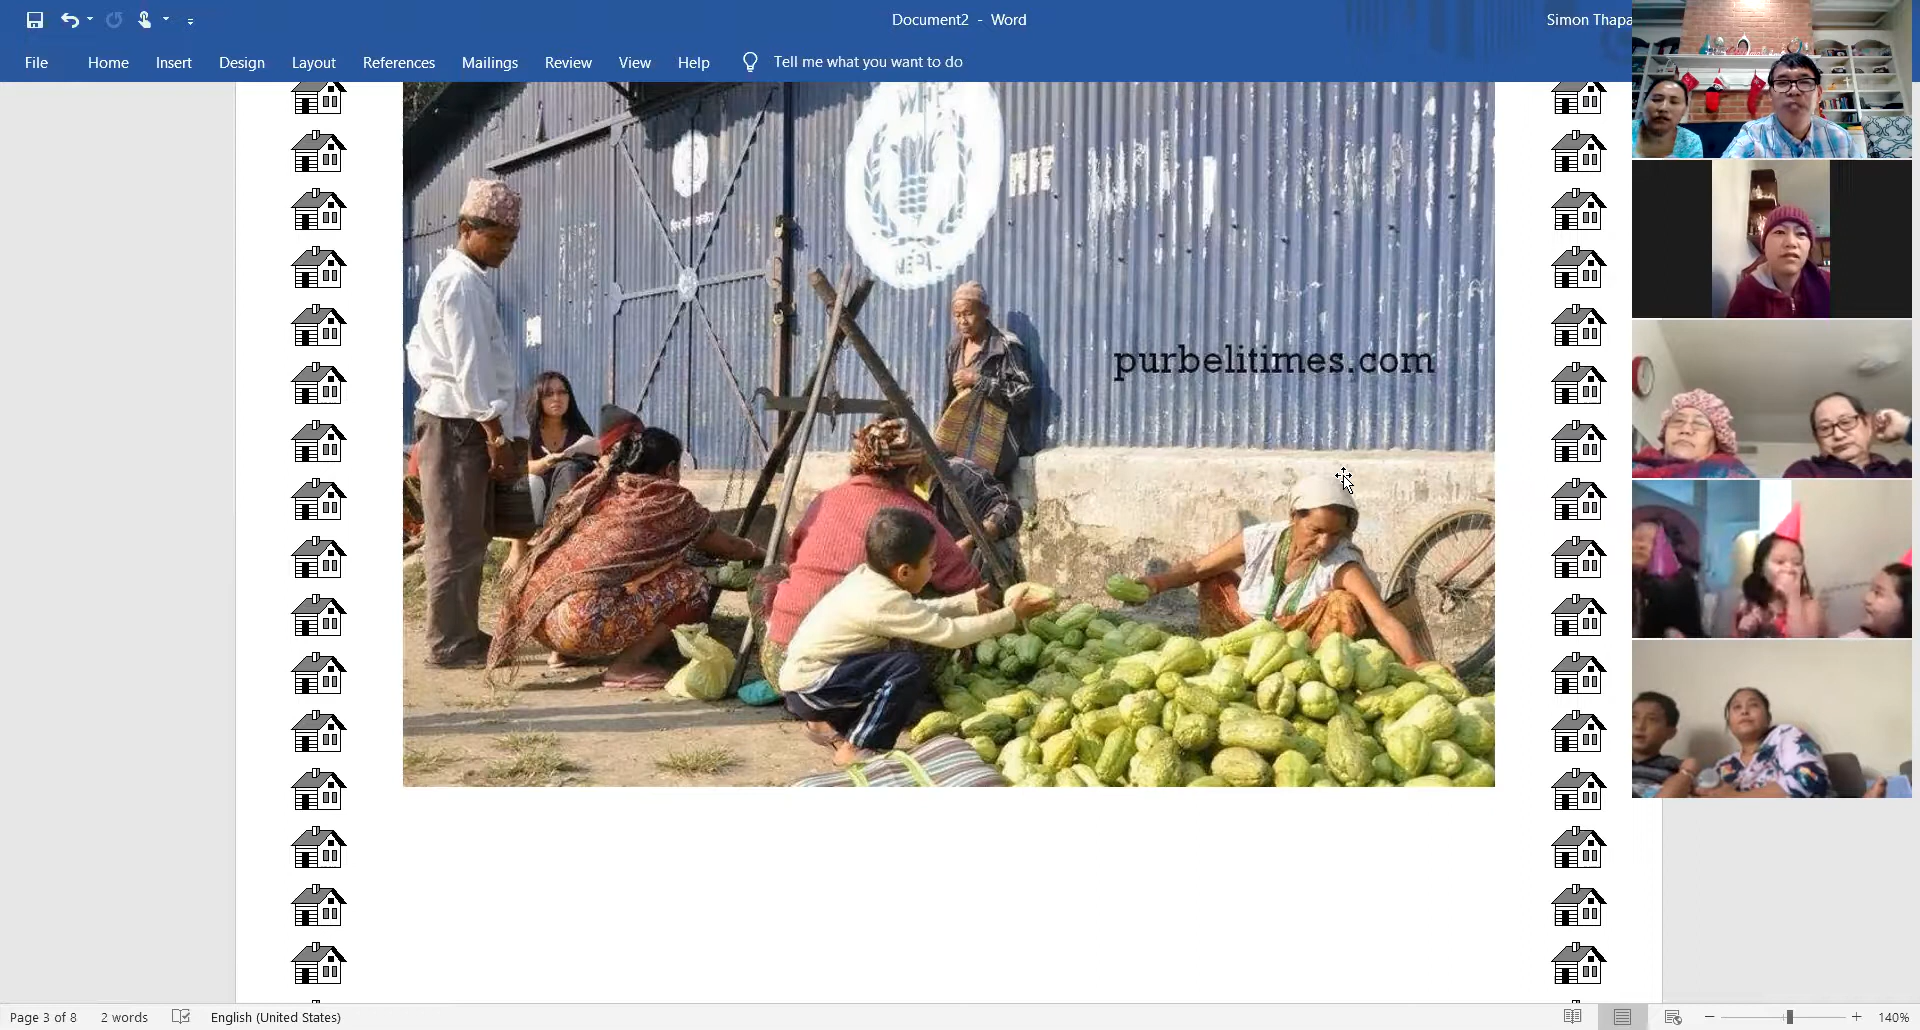 Document2 - Word
Simon Thapa
File Home Insert Design Layout References Mailings Review View Help Tell me what you want to do
WFP
purbelitimes.com
Page 3 of 8 2 words English (United States) 140%